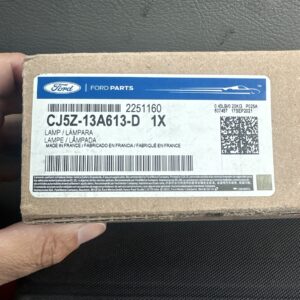 Ford
FORD PARTS
2251160
CJ5Z-13A613-D 1X
LAMP / LÁMPARA
LAMPE / LÂMPADA
MADE IN FRANCE / FABRICADO EN FRANCIA / FABRIQUÉ EN FRANCE
17SEP2021